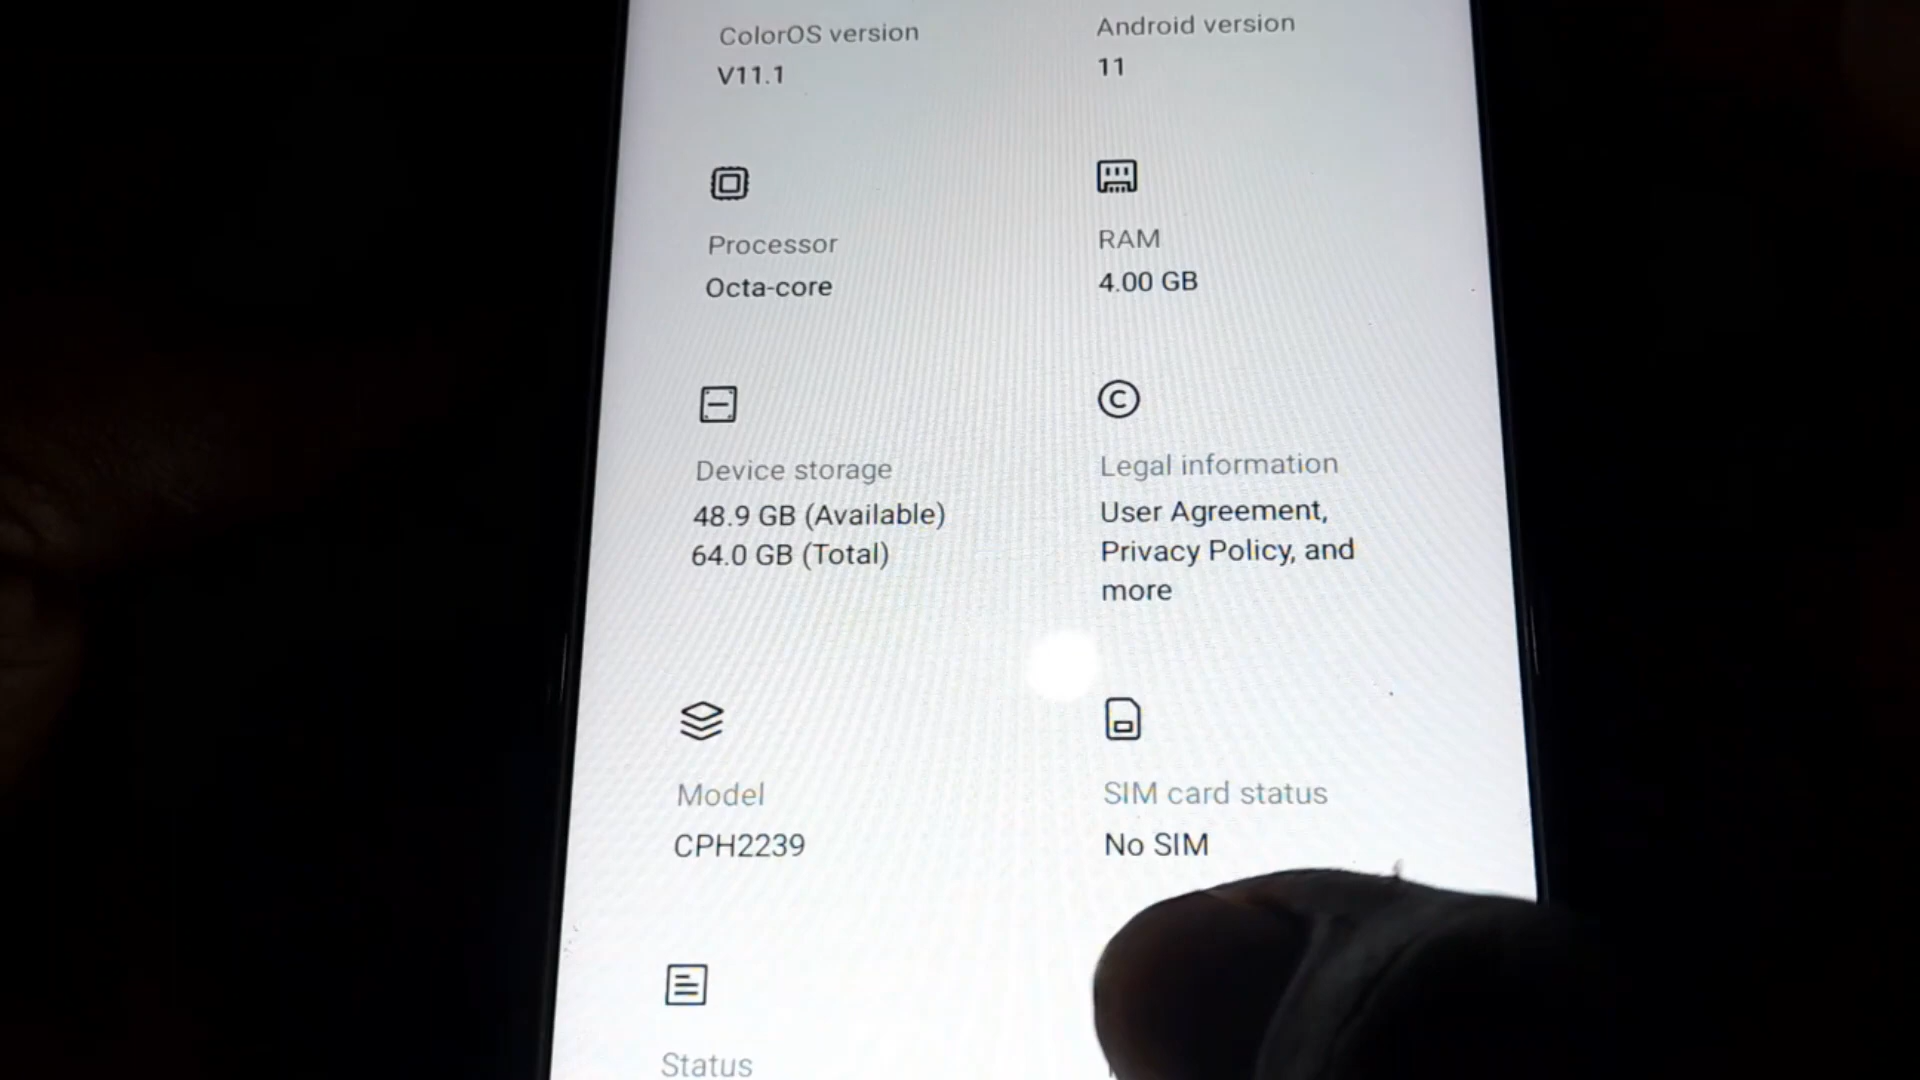 ColorOS version
V11.1
Android version
11
Processor
Octa-core
RAM
4.00 GB
Device storage
48.9 GB (Available)
64.0 GB (Total)
Legal information
User Agreement,
Privacy Policy, and
more
Model
CPH2239
SIM card status
No SIM
Status